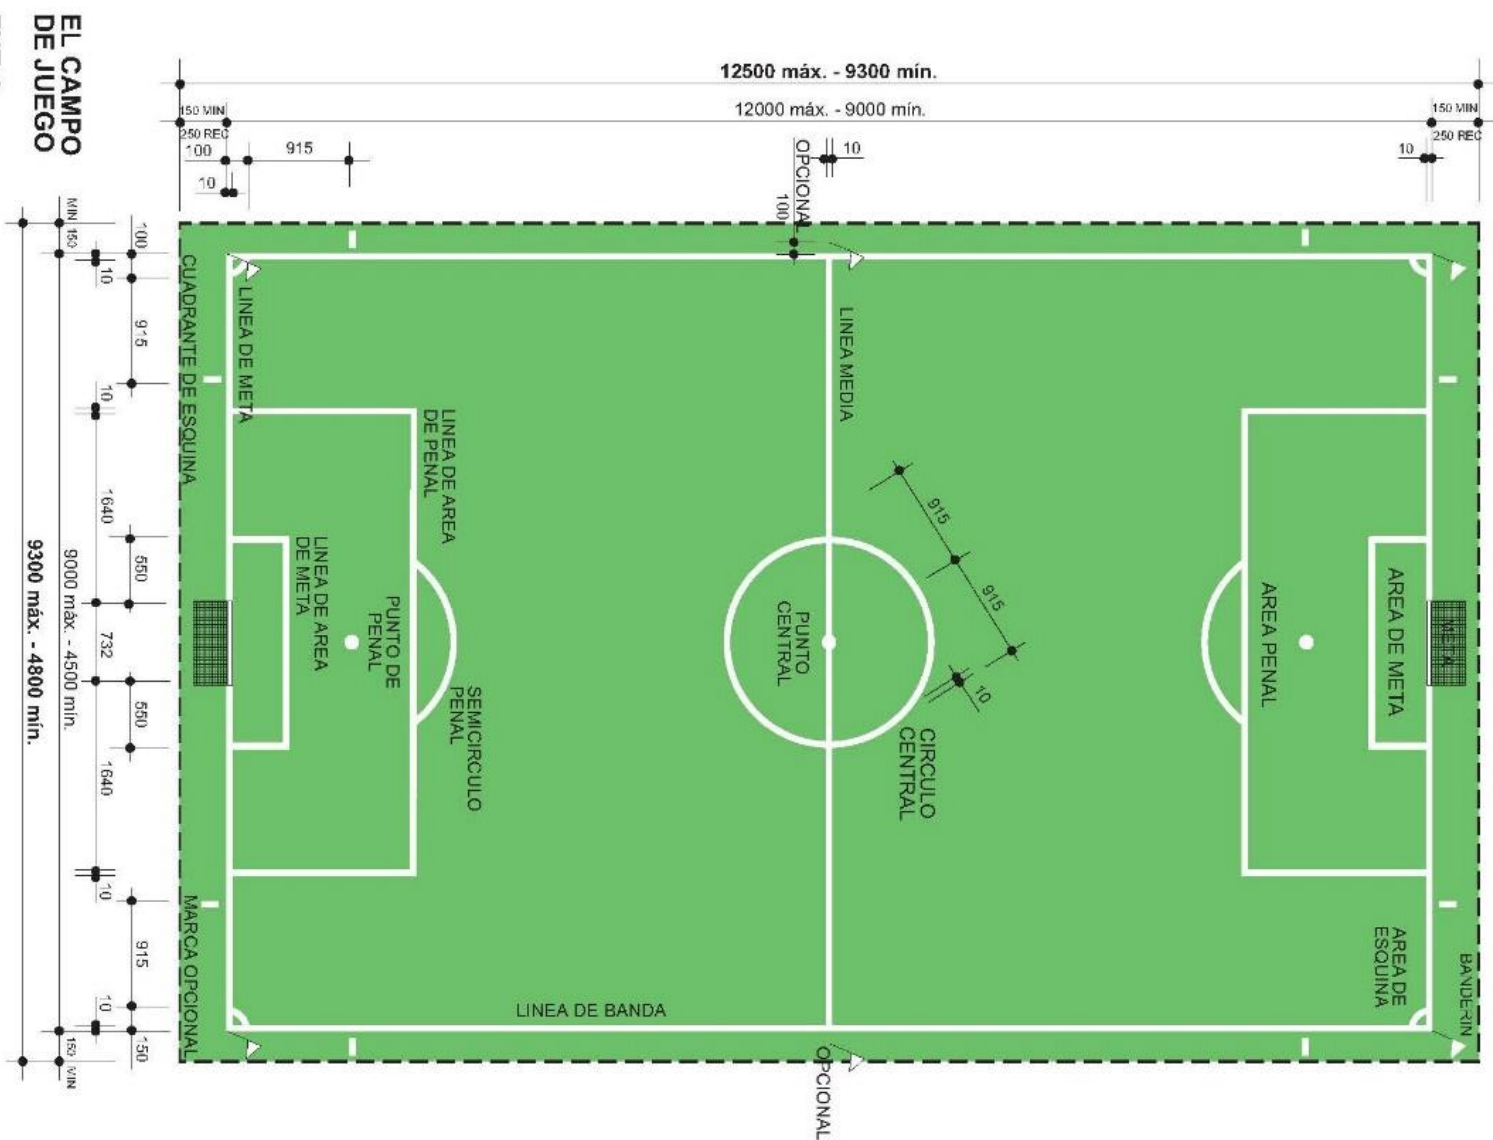 EL CAMPO
DE JUEGO
12500 máx. - 9300 mín.
12000 máx. - 9000 mín.
150 MIN
250 REC
150 MIN
250 REC
100
915
10
OPCIONAL
100
10
10
MIN 150
100
10
915
10
1640
550
732
550
1640
10
915
10
150
150 MIN
9000 máx. - 4500 mín.
9300 máx. - 4800 mín.
CUADRANTE DE ESQUINA
LINEA DE META
LINEA DE AREA
DE PENAL
LINEA DE AREA
DE META
PUNTO DE
PENAL
SEMICIRCULO
PENAL
MARCA OPCIONAL
LINEA DE BANDA
LINEA MEDIA
PUNTO
CENTRAL
915
915
10
CIRCULO
CENTRAL
OPCIONAL
AREA PENAL
AREA DE META
META
AREA DE
ESQUINA
BANDERIN